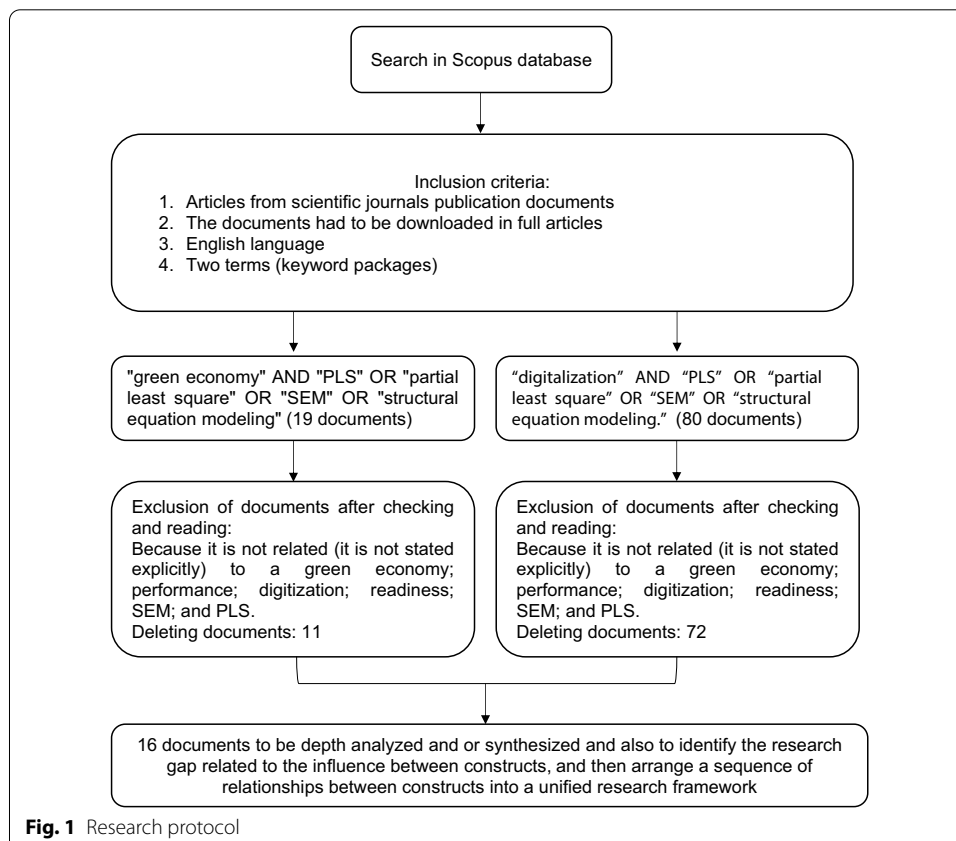 Search in Scopus database
Inclusion criteria:
1. Articles from scientific journals publication documents
2. The documents had to be downloaded in full articles
3. English language
4. Two terms (keyword packages)
"green economy" AND "PLS" OR "partial
least square" OR "SEM" OR "structural
equation modeling" (19 documents)
“digitalization” AND “PLS” OR “partial
least square” OR “SEM” OR “structural
equation modeling.” (80 documents)
Exclusion of documents after checking
and reading:
Because it is not related (it is not stated
explicitly) to a green economy;
performance; digitization; readiness;
SEM; and PLS.
Deleting documents: 11
Exclusion of documents after checking
and reading:
Because it is not related (it is not stated
explicitly) to a green economy;
performance; digitization; readiness;
SEM; and PLS.
Deleting documents: 72
16 documents to be depth analyzed and or synthesized and also to identify the research
gap related to the influence between constructs, and then arrange a sequence of
relationships between constructs into a unified research framework
Fig. 1 Research protocol